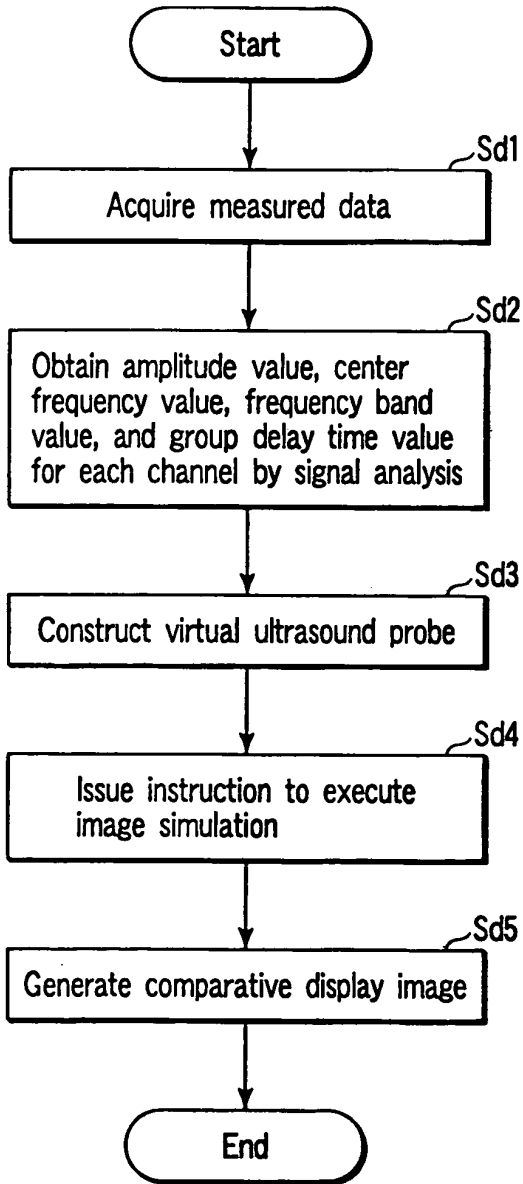 Start
Sd1
Acquire measured data
Sd2
Obtain amplitude value, center
frequency value, frequency band
value, and group delay time value
for each channel by signal analysis
Sd3
Construct virtual ultrasound probe
Sd4
Issue instruction to execute
image simulation
Sd5
Generate comparative display image
End